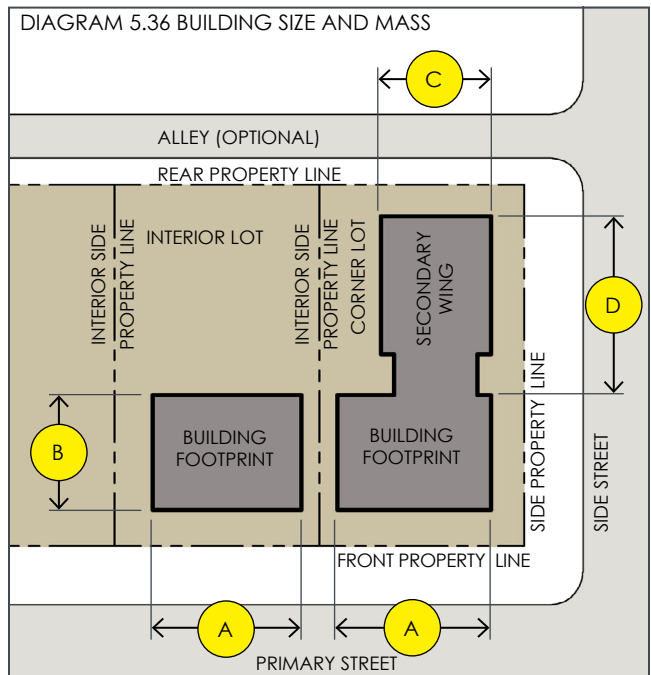 DIAGRAM 5.36 BUILDING SIZE AND MASS
C
ALLEY (OPTIONAL)
REAR PROPERTY LINE
INTERIOR SIDE
PROPERTY LINE
INTERIOR LOT
INTERIOR SIDE
PROPERTY LINE
CORNER LOT
SECONDARY
WING
D
B
BUILDING
FOOTPRINT
BUILDING
FOOTPRINT
SIDE PROPERTY LINE
SIDE STREET
FRONT PROPERTY LINE
A
A
PRIMARY STREET